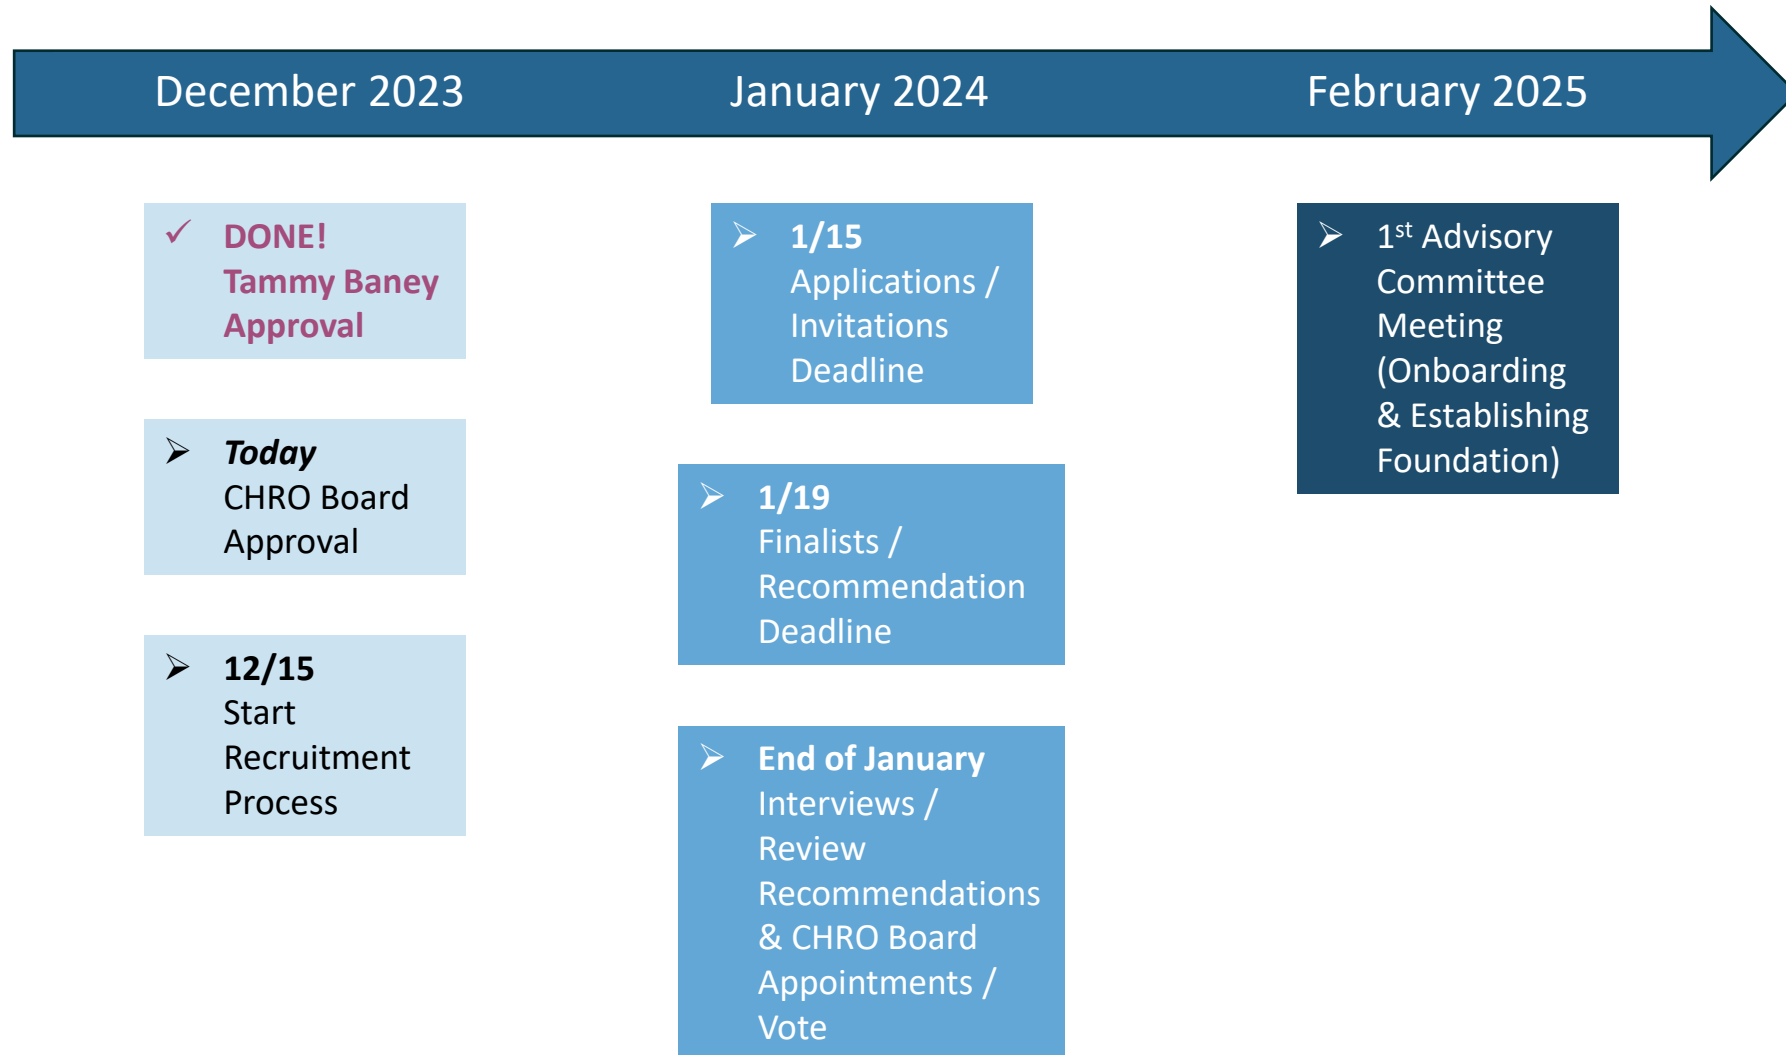 December 2023
January 2024
February 2025
✓ DONE!
Tammy Baney
Approval
➢ Today
CHRO Board
Approval
➢ 12/15
Start
Recruitment
Process
➢ 1/15
Applications /
Invitations
Deadline
➢ 1/19
Finalists /
Recommendation
Deadline
➢ End of January
Interviews /
Review
Recommendations
& CHRO Board
Appointments /
Vote
➢ 1st Advisory
Committee
Meeting
(Onboarding
& Establishing
Foundation)